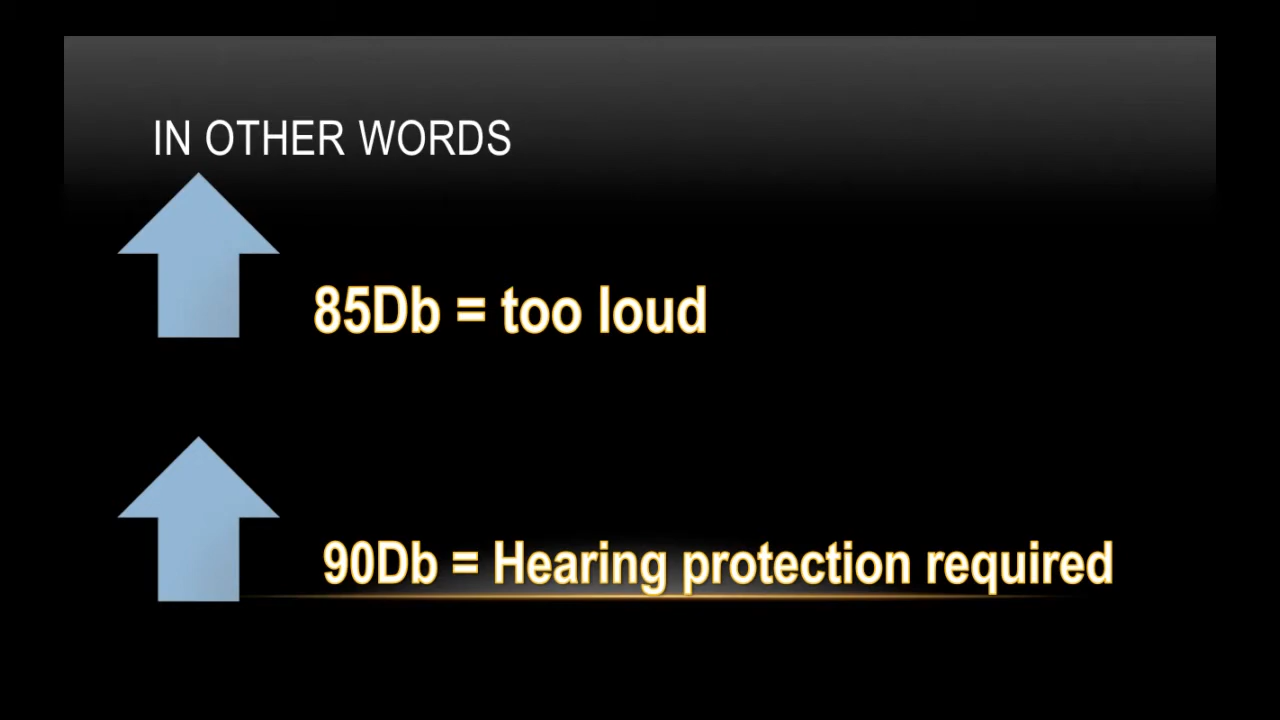 IN OTHER WORDS
85Db = too loud
90Db = Hearing protection required